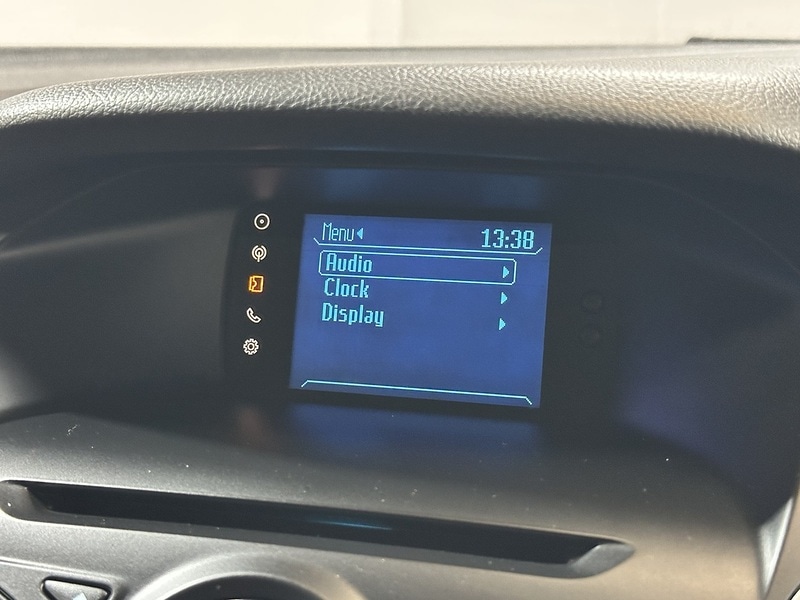 Menu 13:38
Audio
Clock
Display